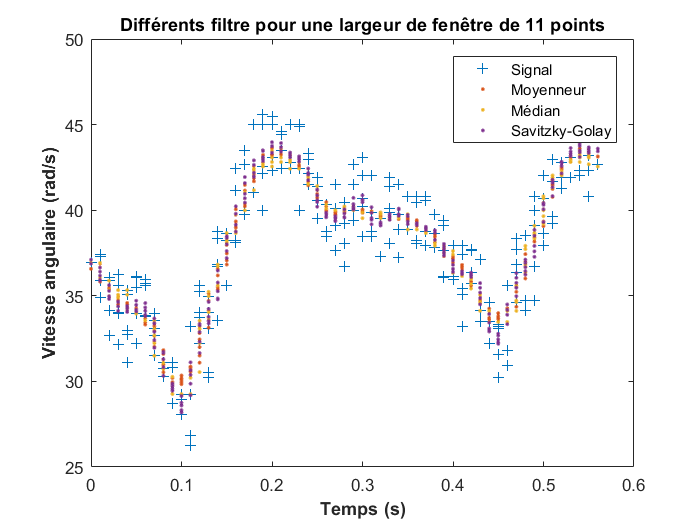 Différents filtre pour une largeur de fenêtre de 11 points
50
45
40
35
30
25
Vitesse angulaire (rad/s)
Signal
Moyenneur
Médian
Savitzky-Golay
0
0.1
0.2
0.3
0.4
0.5
0.6
Temps (s)